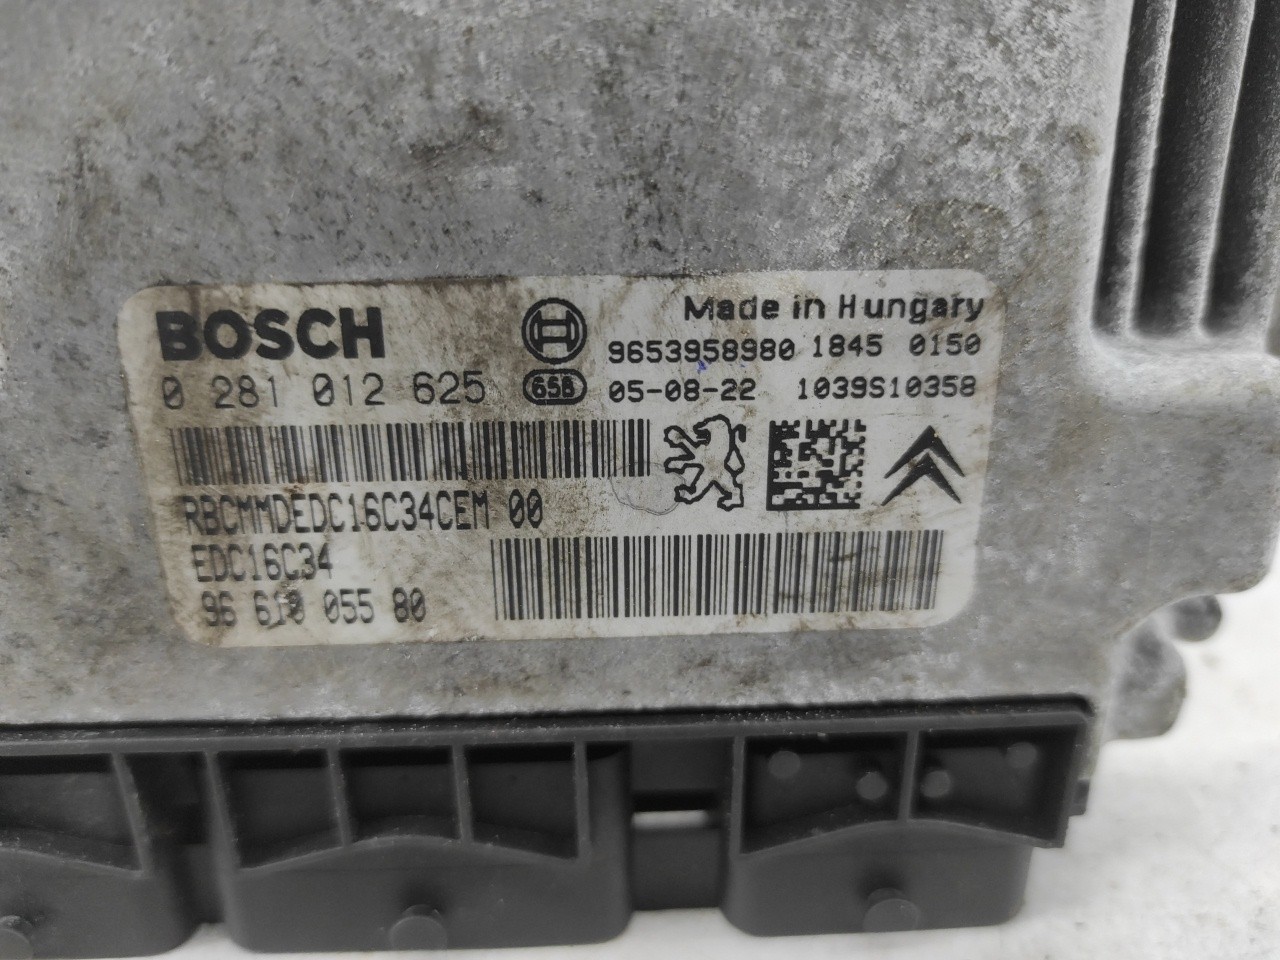 BOSCH
Made in Hungary
9653958980 1845 0150
0 281 012 625
65B
05-08-22 1039S10358
RBCMMDEDC16C34CEM 00
EDC16C34
96 610 055 80